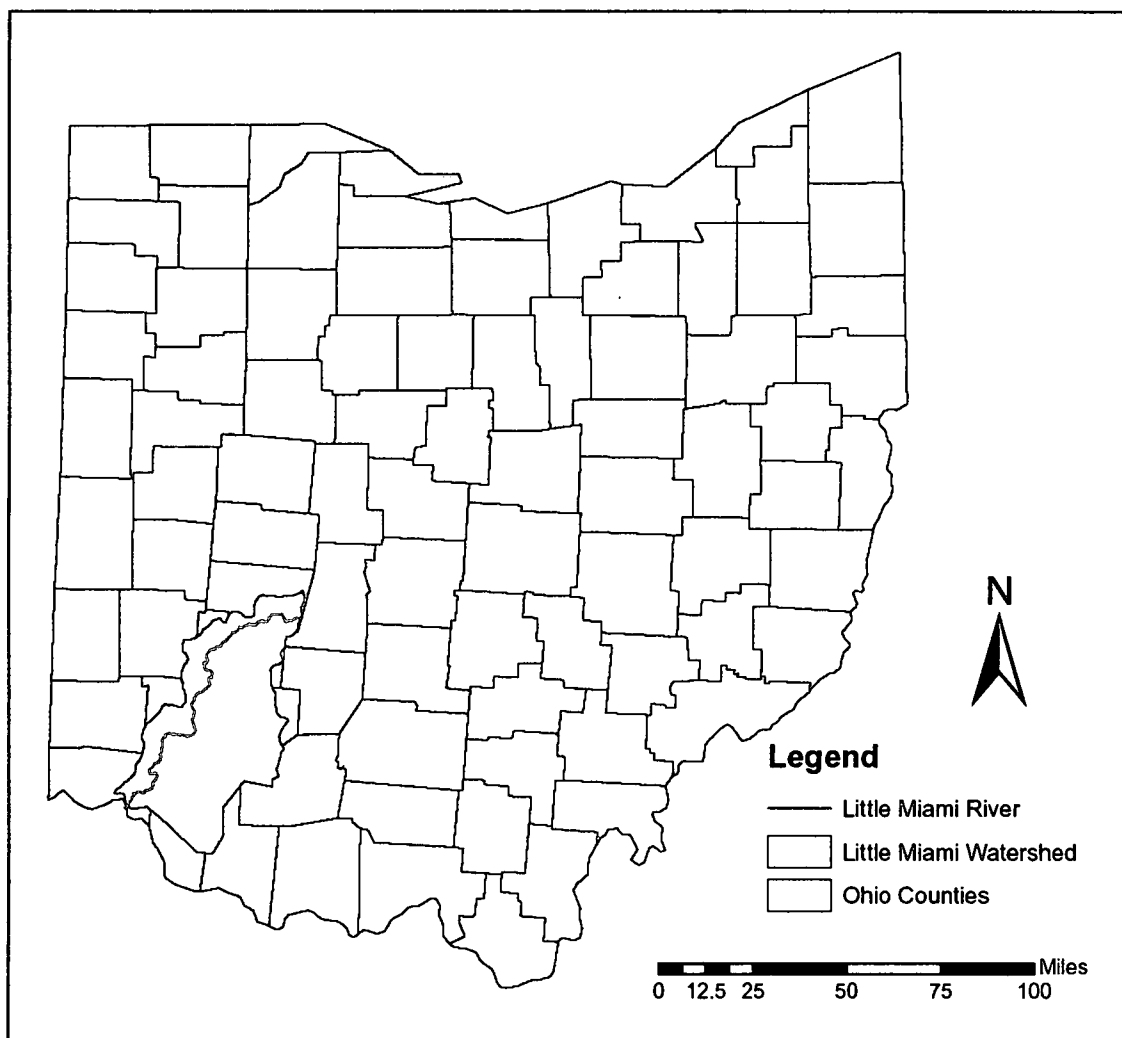 N
Legend
Little Miami River
Little Miami Watershed
Ohio Counties
Miles
0 12.5 25 50 75 100